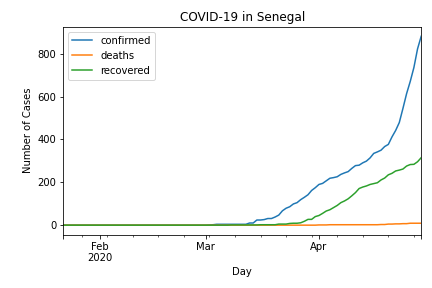 COVID-19 in Senegal
confirmed
deaths
recovered
Number of Cases
800
600
400
200
0
Feb
2020
Mar
Apr
Day